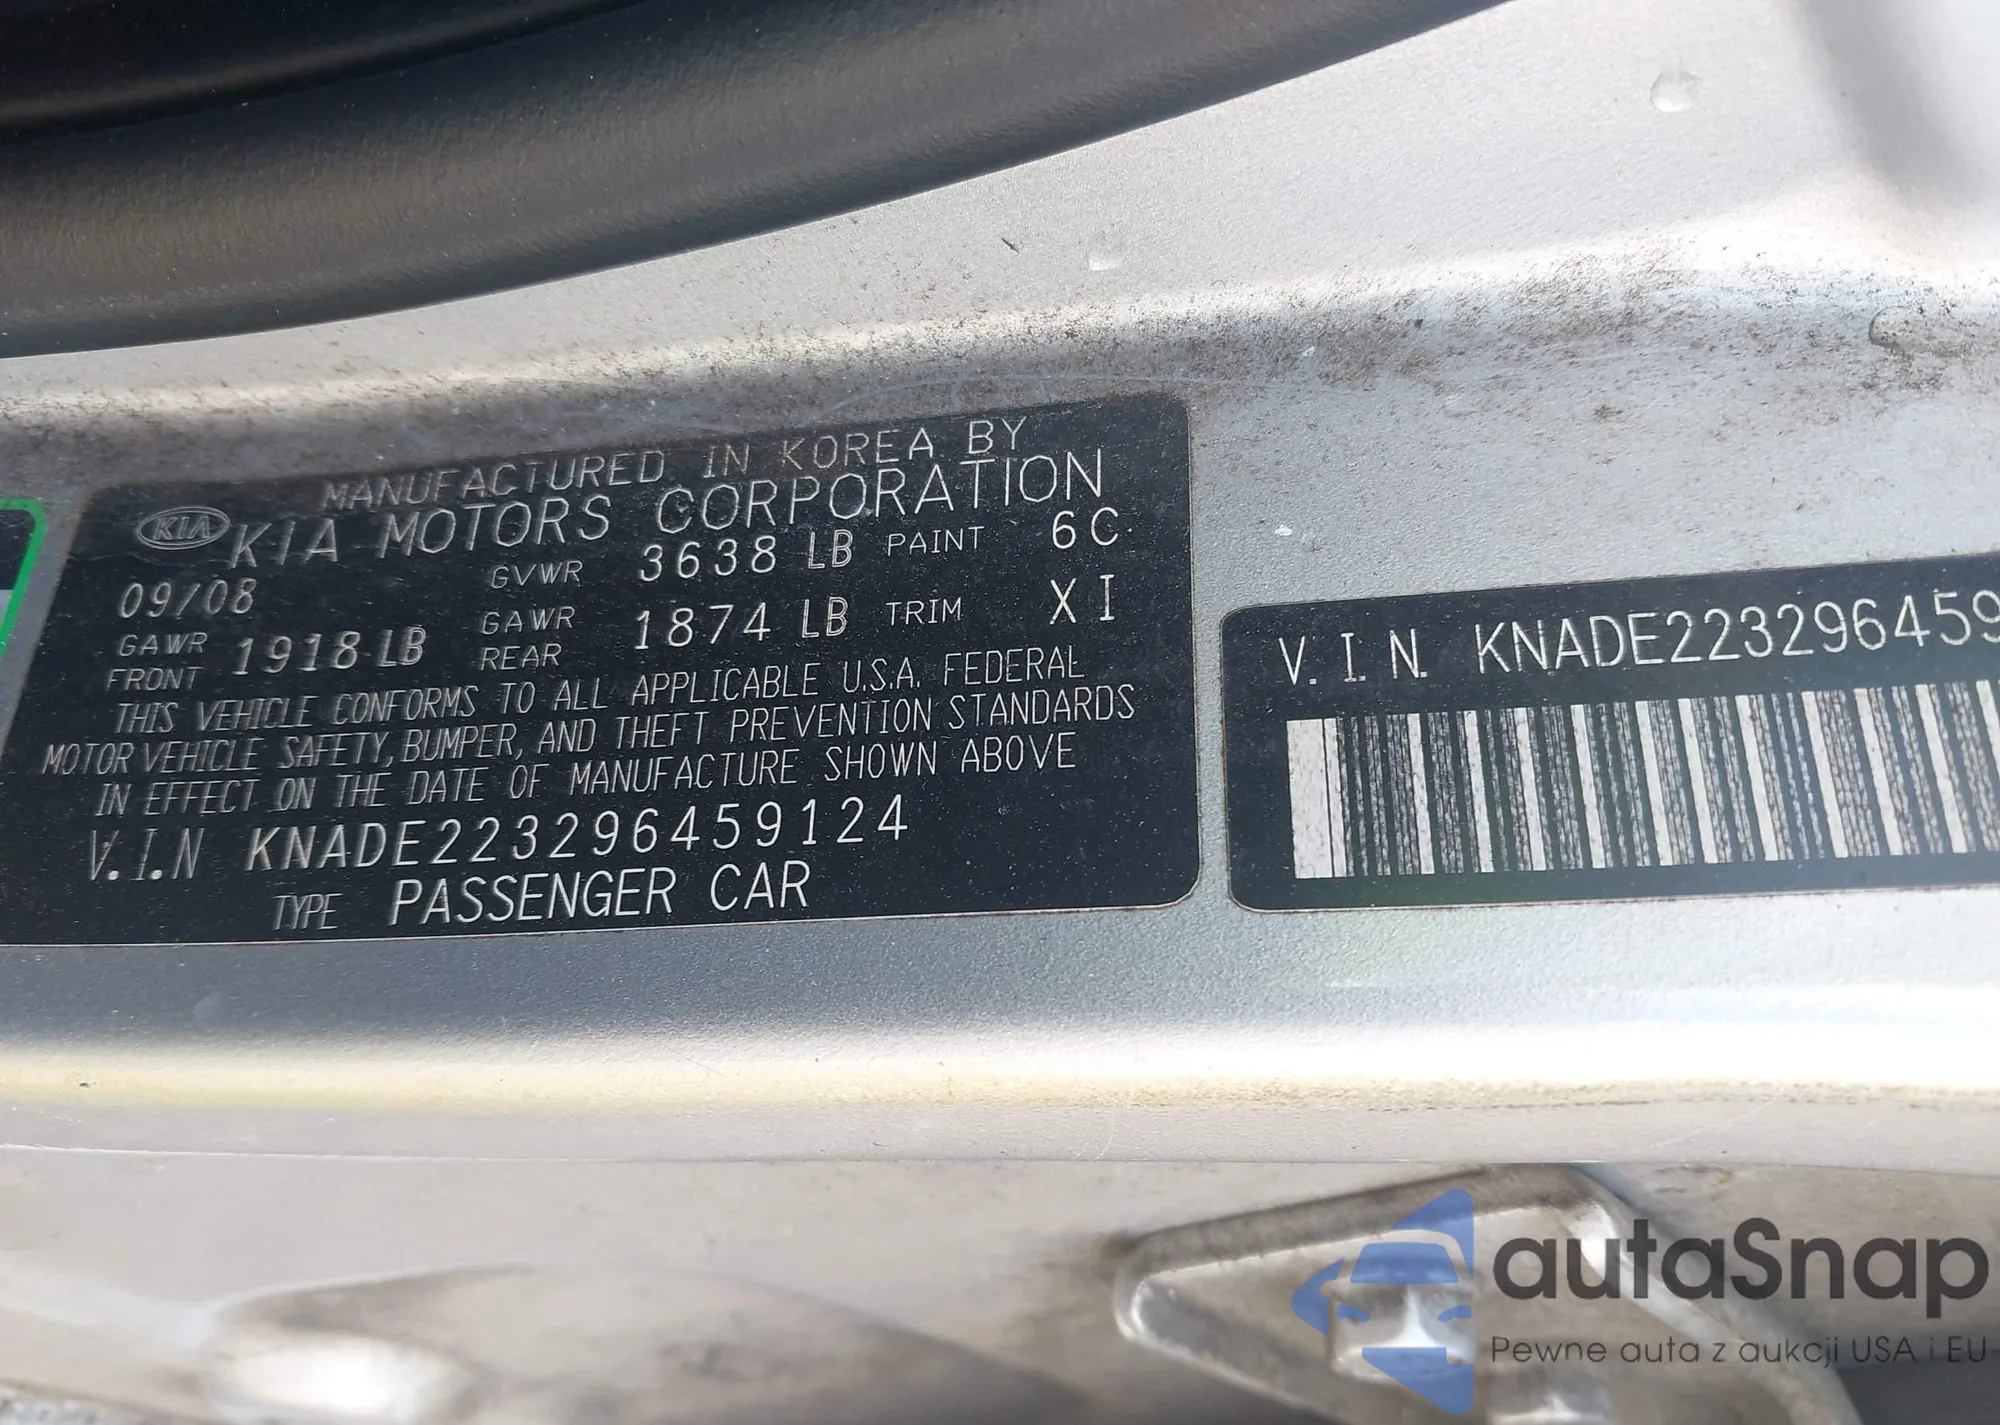 MANUFACTURED IN KOREA BY
KIA KIA MOTORS CORPORATION
09/08 GVWR 3638 LB PAINT 6C
GAWR FRONT 1918 LB GAWR REAR 1874 LB TRIM XI
THIS VEHICLE CONFORMS TO ALL APPLICABLE U.S.A. FEDERAL
MOTOR VEHICLE SAFETY, BUMPER, AND THEFT PREVENTION STANDARDS
IN EFFECT ON THE DATE OF MANUFACTURE SHOWN ABOVE
V.I.N KNADE223296459124
TYPE PASSENGER CAR
V.I.N. KNADE223296459
autaSnap
Pewne auta z aukcji USA i EU